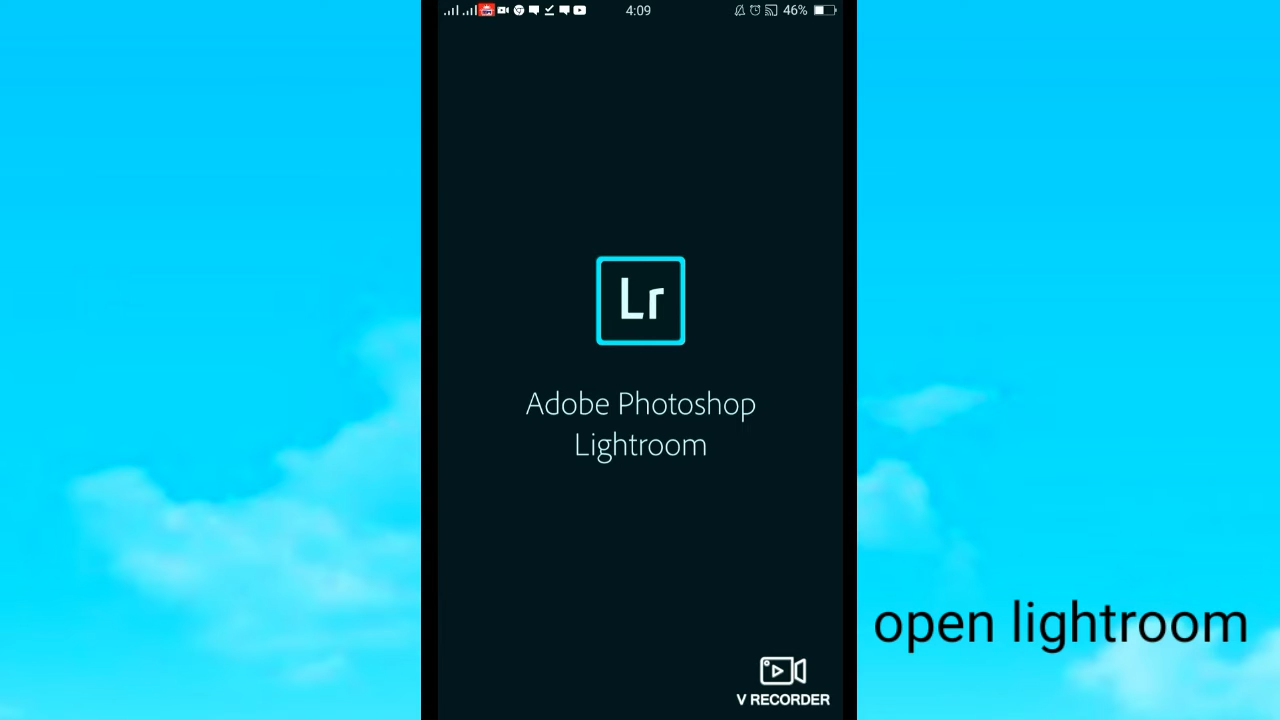 4:09
46%
Lr
Adobe Photoshop
Lightroom
open lightroom
V RECORDER